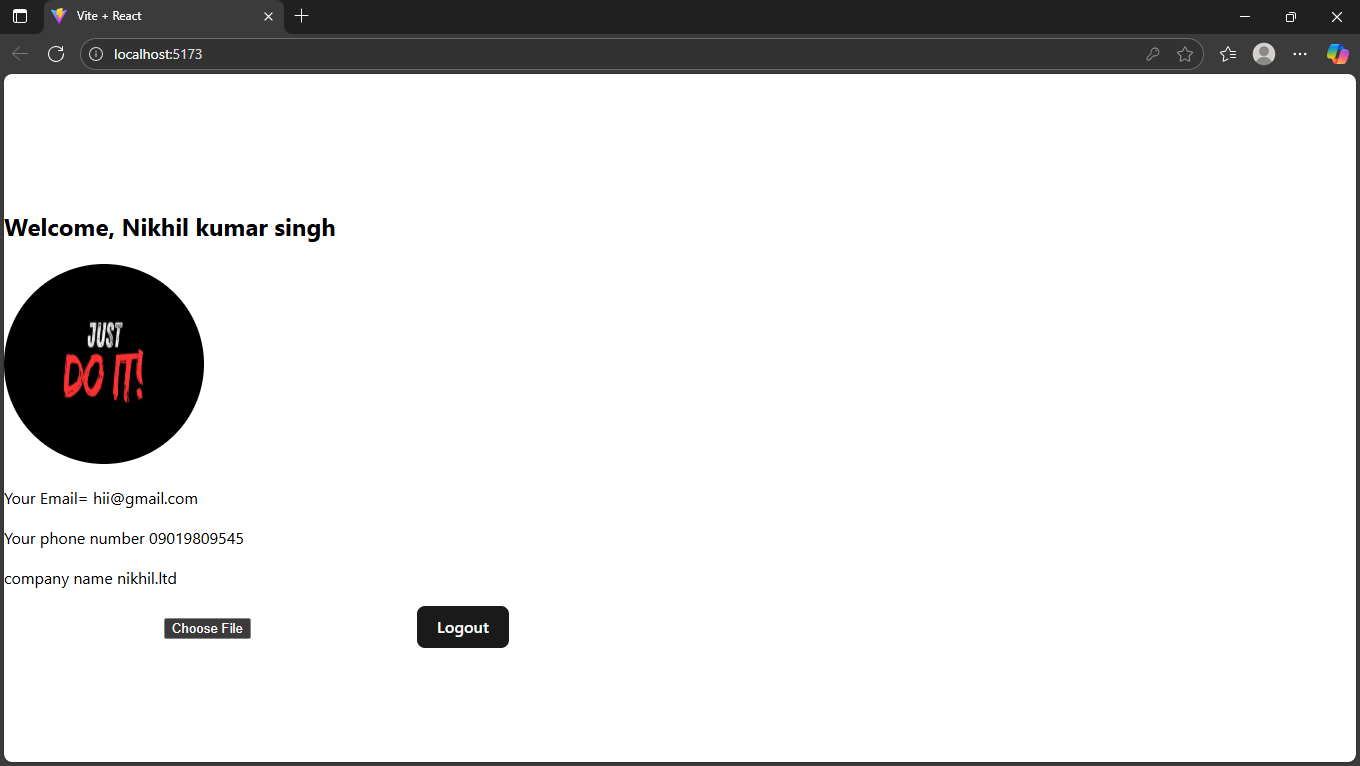 Vite + React
localhost:5173
Welcome, Nikhil kumar singh
JUST
DO IT!
Your Email= hii@gmail.com
Your phone number 09019809545
company name nikhil.ltd
Choose File
Logout